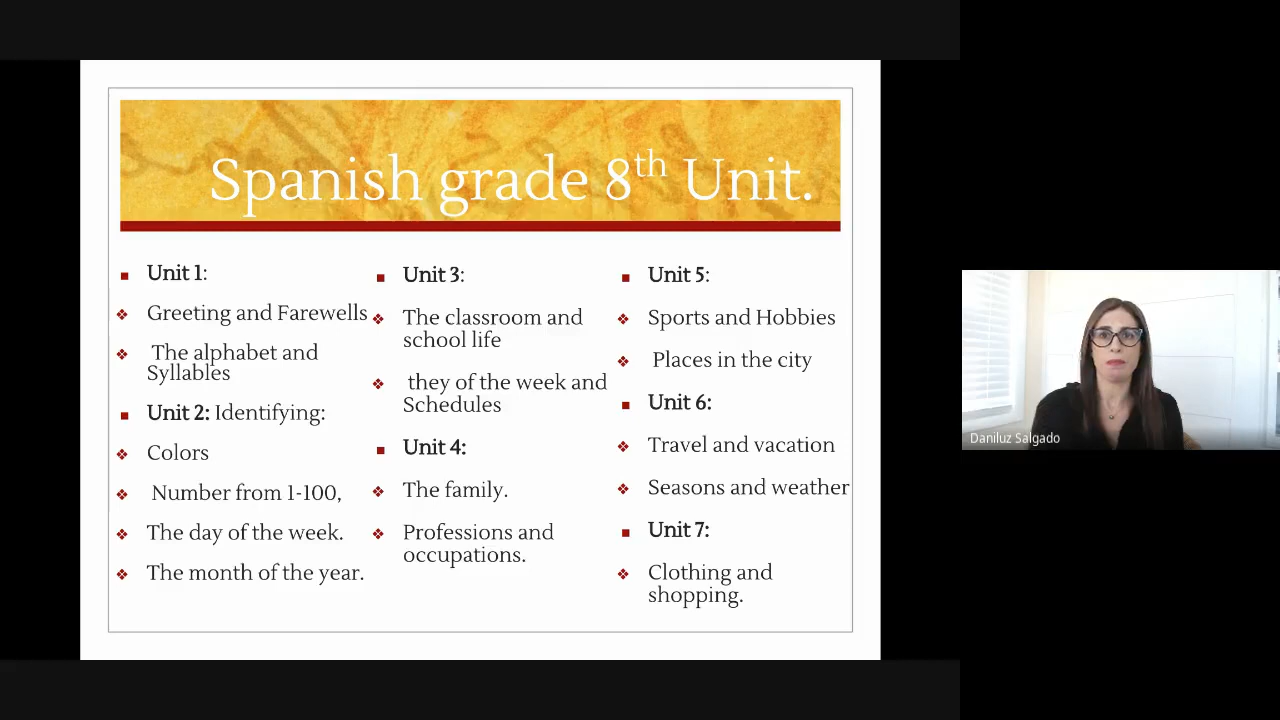 Spanish grade 8th Unit.
Unit 1:
Greeting and Farewells
The alphabet and
Syllables
Unit 2: Identifying:
Colors
Number from 1-100,
The day of the week.
The month of the year.
Unit 3:
The classroom and
school life
they of the week and
Schedules
Unit 4:
The family.
Professions and
occupations.
Unit 5:
Sports and Hobbies
Places in the city
Unit 6:
Travel and vacation
Seasons and weather
Unit 7:
Clothing and
shopping.
Daniluz Salgado